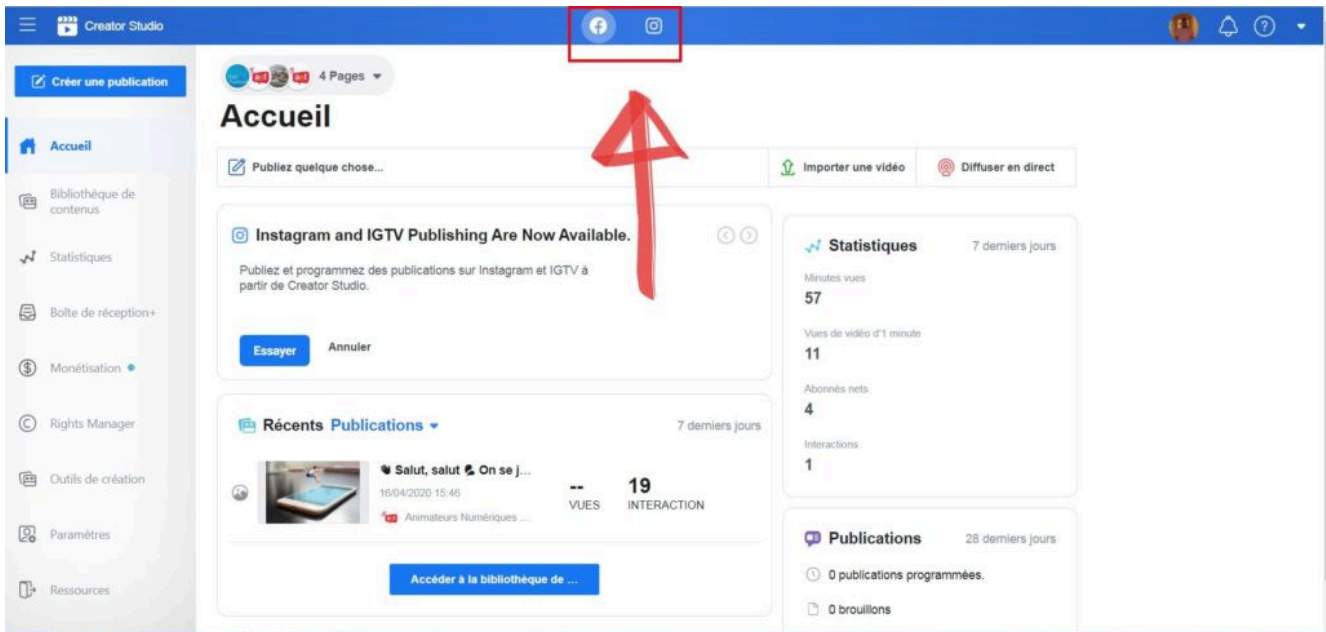 Creator Studio
Créer une publication
4 Pages
Accueil
Accueil
Publiez quelque chose...
Importer une vidéo
Diffuser en direct
Bibliothèque de
contenus
Statistiques
Boîte de réception+
Monétisation
Rights Manager
Outils de création
Paramètres
Ressources
Instagram and IGTV Publishing Are Now Available.
Publiez et programmez des publications sur Instagram et IGTV à
partir de Creator Studio.
Essayer
Annuler
Récents Publications
7 derniers jours
Salut, salut On se j...
16/04/2020 15:46
Animateurs Numériques ...
--
VUES
19
INTERACTION
Accéder à la bibliothèque de ...
Statistiques
7 derniers jours
Minutes vues
57
Vues de vidéo d'1 minute
11
Abonnés nets
4
Interactions
1
Publications
28 derniers jours
0 publications programmées.
0 brouillons